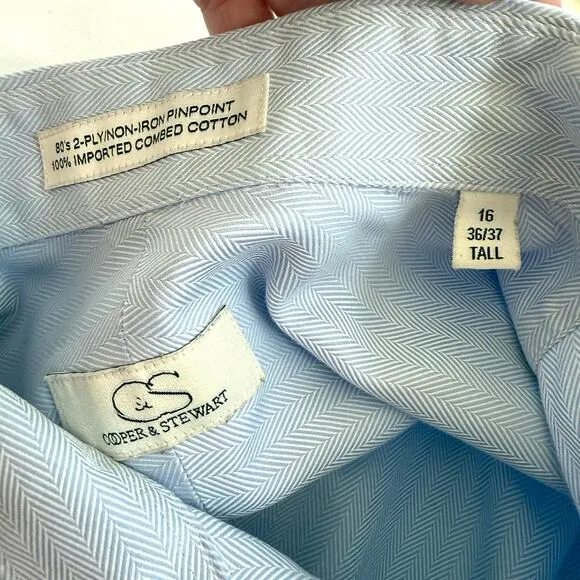 80's 2-PLY/NON-IRON PINPOINT
100% IMPORTED COMBED COTTON
16
36/37
TALL
C&S
COOPER & STEWART